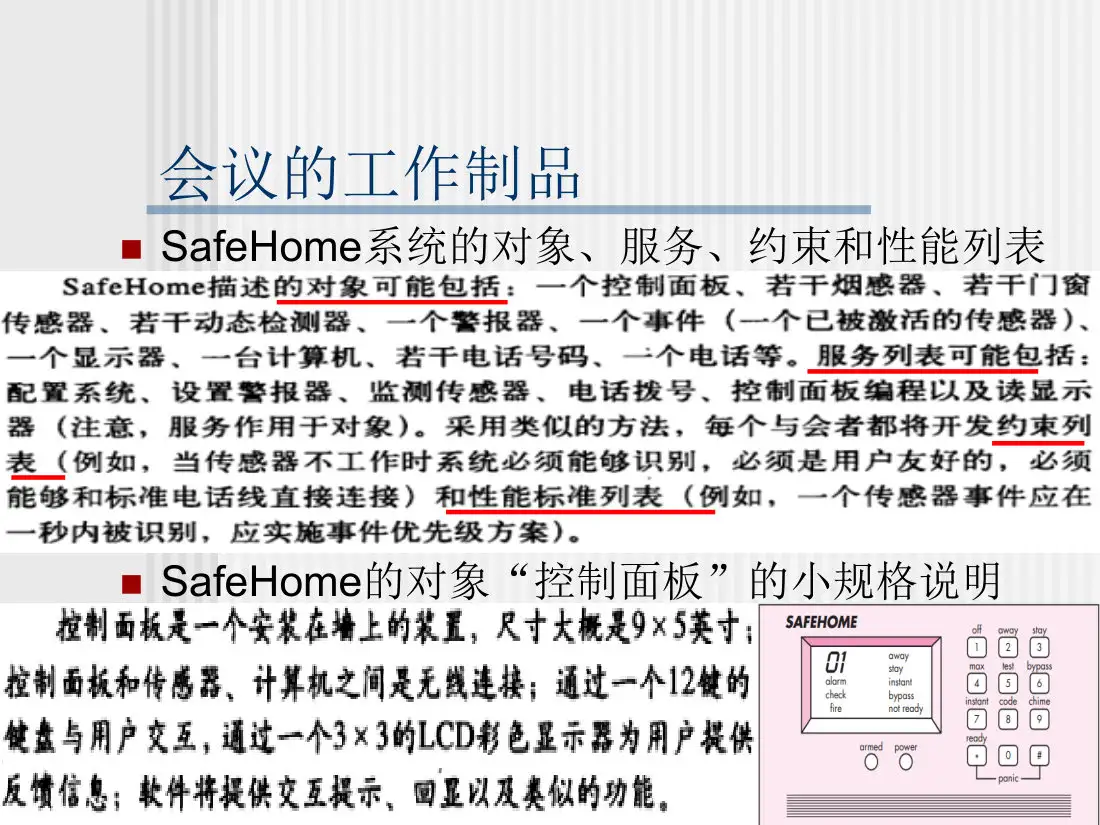 会议的工作制品
SafeHome系统的对象、服务、约束和性能列表
SafeHome描述的对象可能包括：一个控制面板、若干烟感器、若干门窗
传感器、若干动态检测器、一个警报器、一个事件（一个已被激活的传感器）、
一个显示器、一台计算机、若干电话号码、一个电话等。服务列表可能包括：
配置系统、设置警报器、监测传感器、电话拨号、控制面板编程以及读显示
器（注意，服务作用于对象）。采用类似的方法，每个与会者都将开发约束列
表（例如，当传感器不工作时系统必须能够识别，必须是用户友好的，必须
能够和标准电话线直接连接）和性能标准列表（例如，一个传感器事件应在
一秒内被识别，应实施事件优先级方案）。
SafeHome的对象“控制面板”的小规格说明
控制面板是一个安装在墙上的装置，尺寸大概是9×5英寸；
控制面板和传感器、计算机之间是无线连接；通过一个12键的
键盘与用户交互，通过一个3×3的LCD彩色显示器为用户提供
反馈信息；软件将提供交互提示、回显以及类似的功能。
SAFEHOME
01
alarm
check
fire
away
stay
instant
bypass
not ready
armed power
off away stay
1 2 3
max test bypass
4 5 6
instant code chime
7 8 9
ready
* 0 #
panic